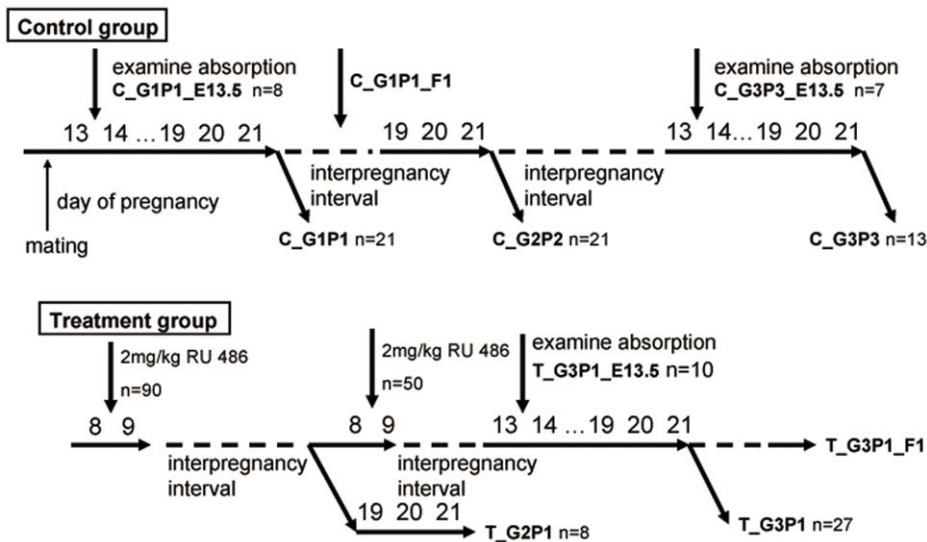 Control group
examine absorption
C_G1P1_E13.5 n=8
C_G1P1_F1
examine absorption
C_G3P3_E13.5 n=7
13 14 ... 19 20 21
19 20 21
13 14... 19 20 21
day of pregnancy
mating
interpregnancy
interval
interpregnancy
interval
C_G1P1 n=21
C_G2P2 n=21
C_G3P3 n=13
Treatment group
2mg/kg RU 486
n=90
2mg/kg RU 486
n=50
examine absorption
T_G3P1_E13.5 n=10
8 9
8 9
13 14 ... 19 20 21
interpregnancy
interval
interpregnancy
interval
T_G3P1_F1
19 20 21
T_G2P1 n=8
T_G3P1 n=27